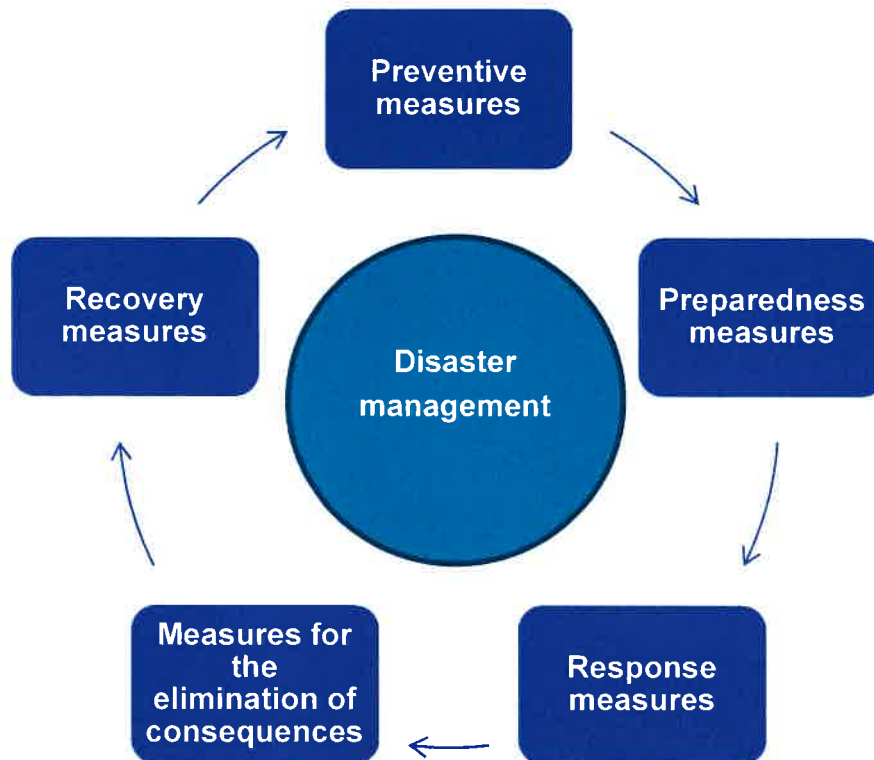 Preventive
measures
Recovery
measures
Preparedness
measures
Disaster
management
Measures for
the
elimination of
consequences
Response
measures